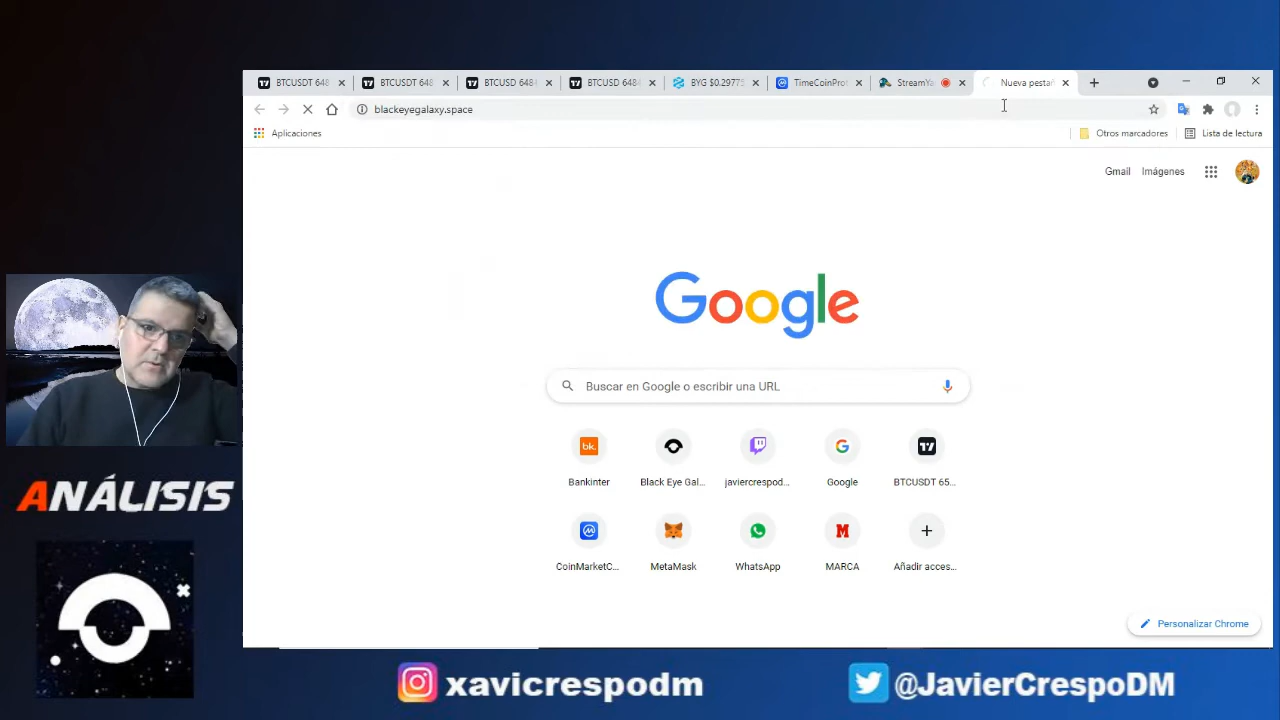 BTCUSDT 648
BTCUSDT 648
BTCUSD 648
BTCUSD 648
BYG $0.2977
TimeCoinPro
StreamYa
Nueva pestañ
blackeyegalaxy.space
Aplicaciones
Otros marcadores
Lista de lectura
Gmail
Imágenes
Google
Buscar en Google o escribir una URL
bk.
Bankinter
Black Eye Gal...
javiercrespod...
Google
BTCUSDT 65...
CoinMarketC...
MetaMask
WhatsApp
MARCA
Añadir acces...
Personalizar Chrome
ANÁLISIS
xavicrespodm
@JavierCrespoDM